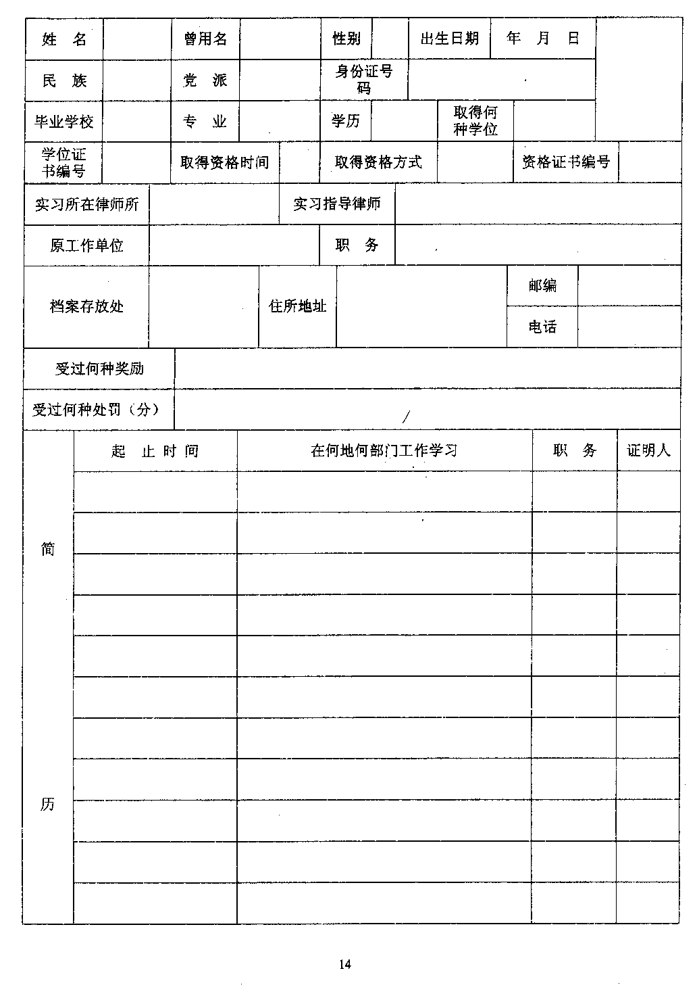 姓 名 曾用名 性别 出生日期 年 月 日
民 族 党 派 身份证号
码
毕业学校 专 业 学历 取得何
种学位
学位证
书编号 取得资格时间 取得资格方式 资格证书编号
实习所在律师所 实习指导律师
原工作单位 职 务
档案存放处 住所地址 邮编
电话
受过何种奖励
受过何种处罚（分） /
起 止 时 间 在何地何部门工作学习 职 务 证明人
简
历
14